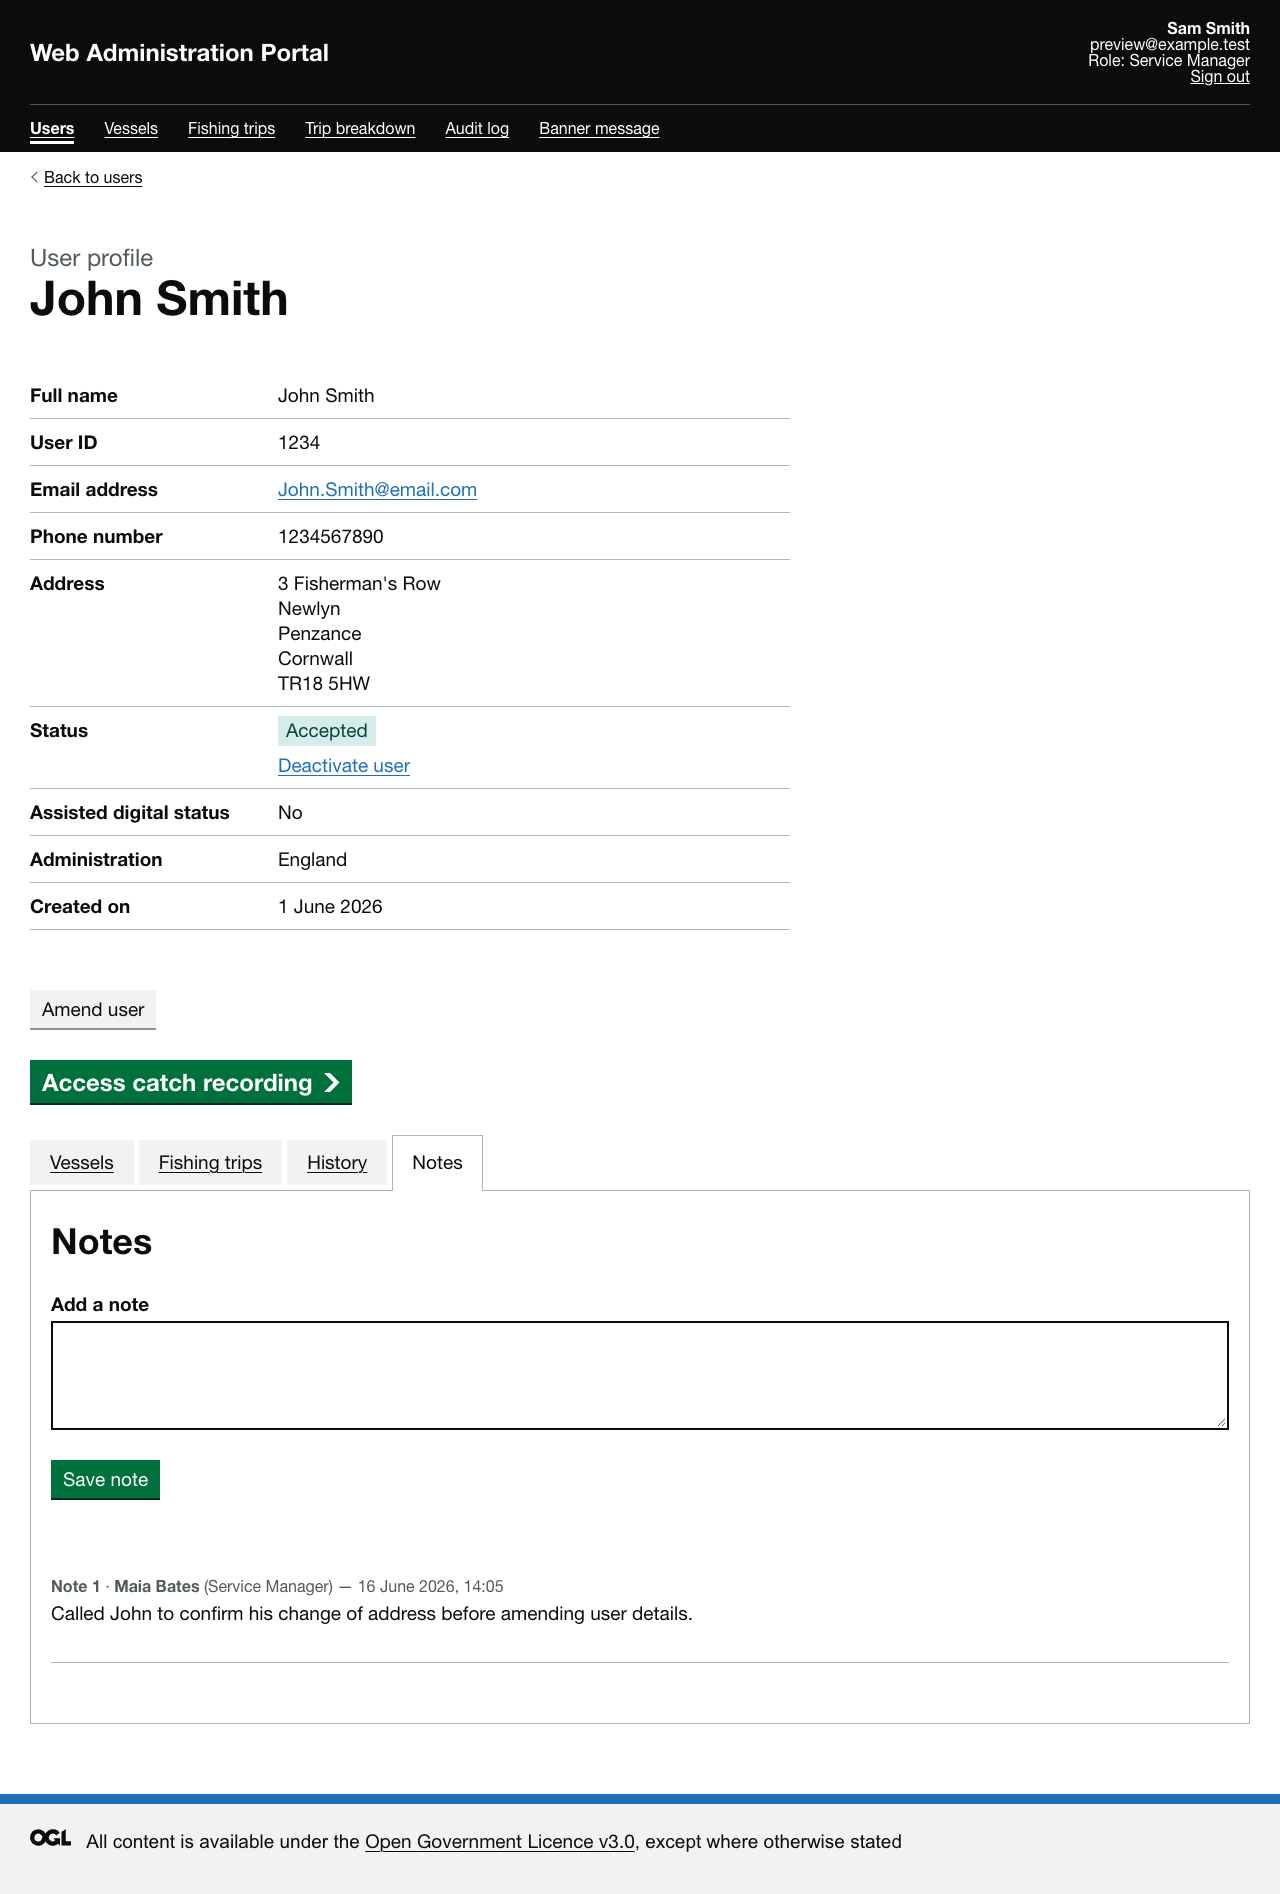 Web Administration Portal
Sam Smith
preview@example.test
Role: Service Manager
Sign out
Users Vessels Fishing trips Trip breakdown Audit log Banner message
Back to users
User profile
John Smith
Full name John Smith
User ID 1234
Email address John.Smith@email.com
Phone number 1234567890
Address 3 Fisherman's Row
Newlyn
Penzance
Cornwall
TR18 5HW
Status Accepted
Deactivate user
Assisted digital status No
Administration England
Created on 1 June 2026
Amend user
Access catch recording
Vessels Fishing trips History Notes
Notes
Add a note
Save note
Note 1 · Maia Bates (Service Manager) — 16 June 2026, 14:05
Called John to confirm his change of address before amending user details.
OGL All content is available under the Open Government Licence v3.0, except where otherwise stated